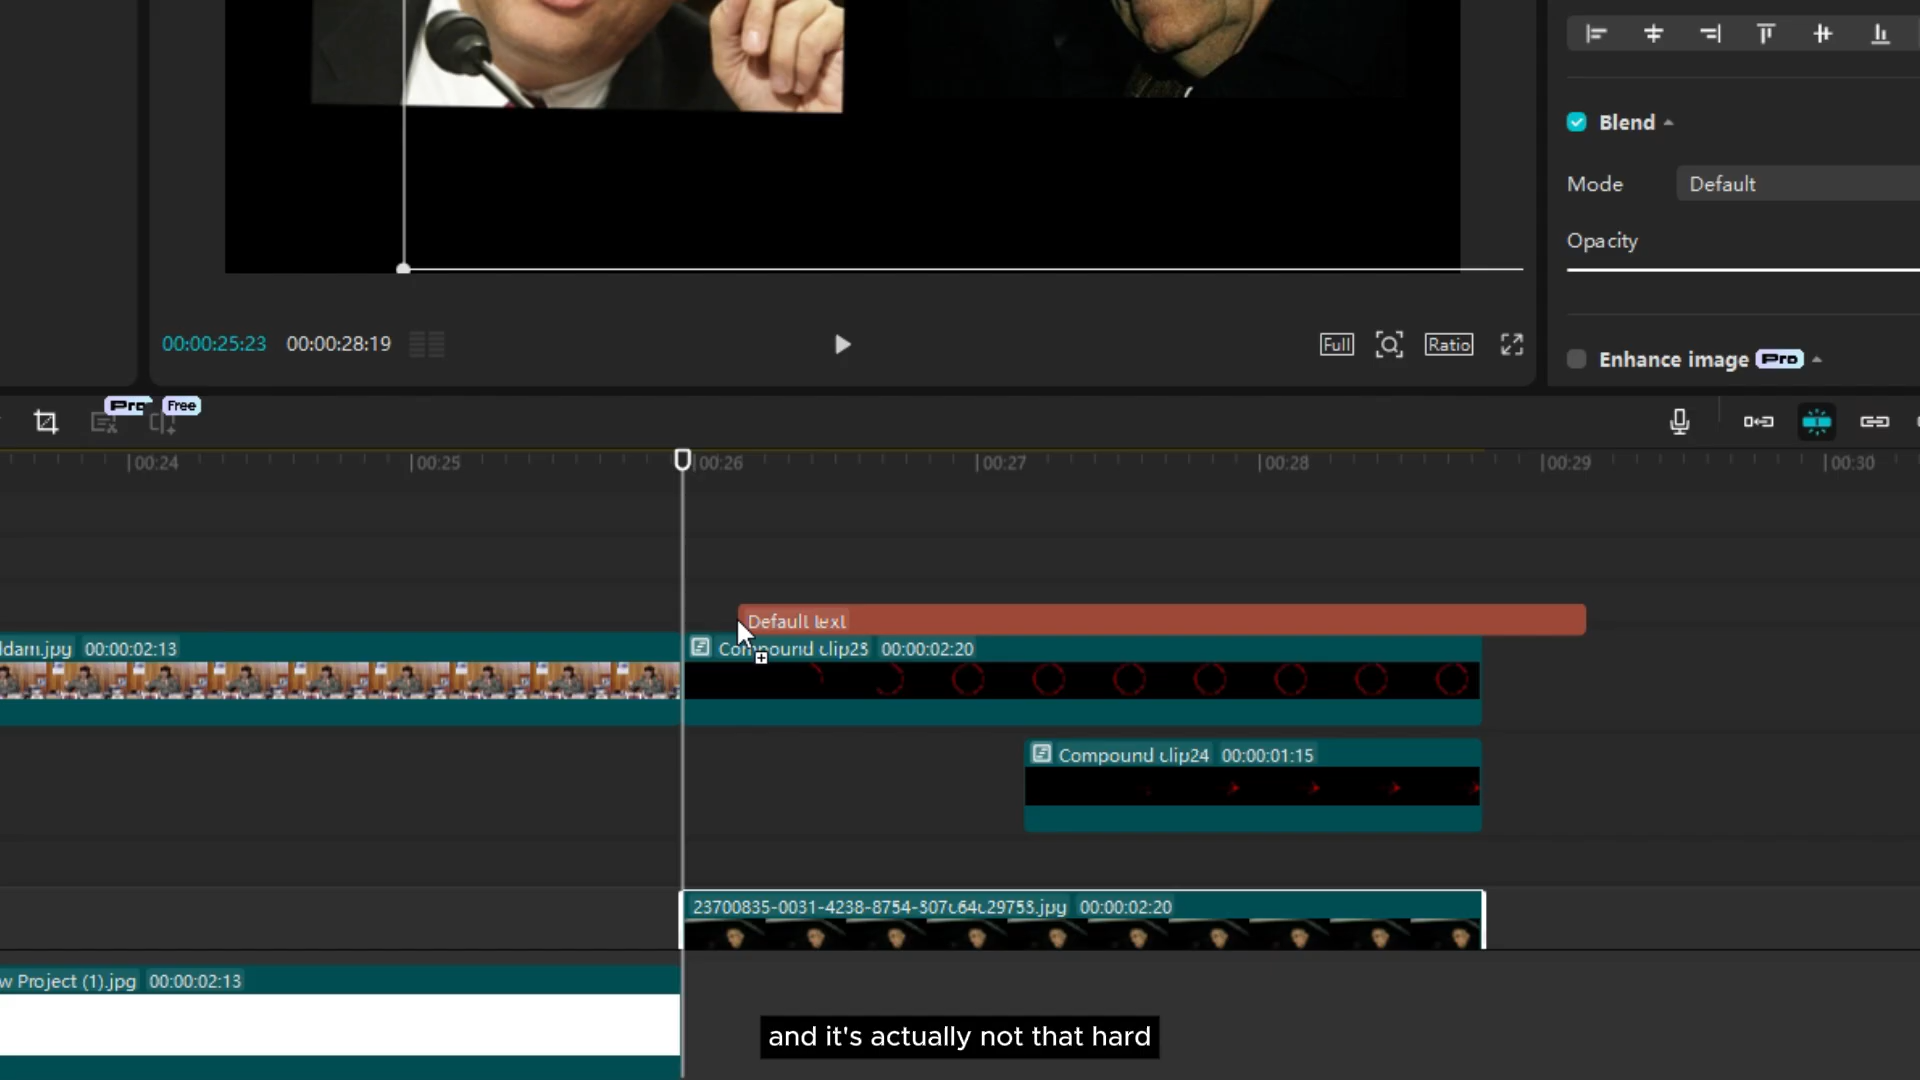 Blend
Mode
Default
Opacity
00:00:25:23 00:00:28:19
Full
Ratio
Enhance image Pro
Pro
Free
00:24
00:25
00:26
00:27
00:28
00:29
00:30
Default text
ldam.jpg 00:00:02:13
Compound clip23 00:00:02:20
Compound clip24 00:00:01:15
23700835-0031-4238-8754-307c64c29753.jpg 00:00:02:20
w Project (1).jpg 00:00:02:13
and it's actually not that hard